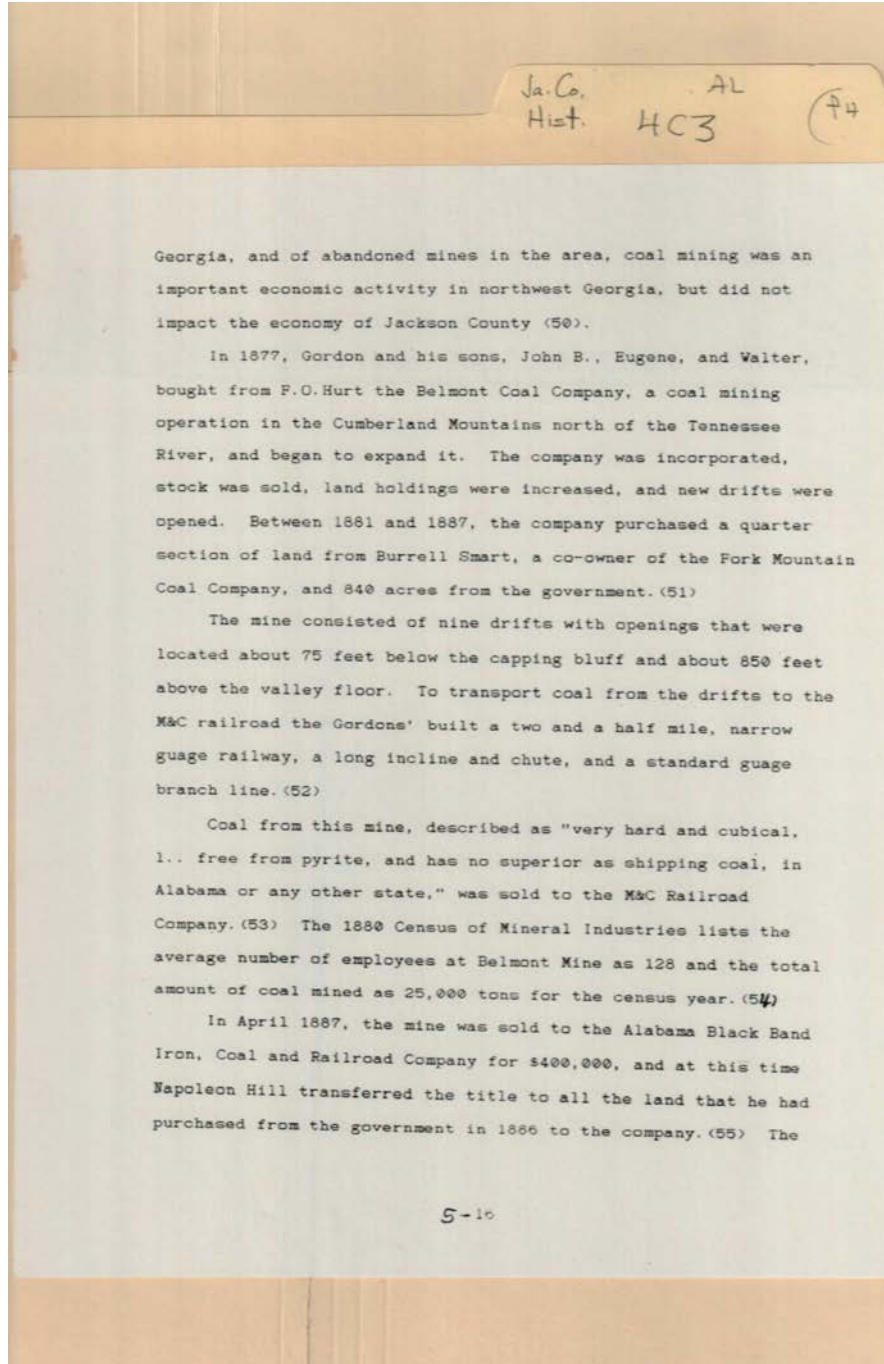 Ja. Co. AL
Hist. 4C3 P4
Georgia, and of abandoned mines in the area, coal mining was an
important economic activity in northwest Georgia, but did not
impact the economy of Jackson County (50).
In 1877, Gordon and his sons, John B., Eugene, and Walter,
bought from F.O.Hurt the Belmont Coal Company, a coal mining
operation in the Cumberland Mountains north of the Tennessee
River, and began to expand it. The company was incorporated,
stock was sold, land holdings were increased, and new drifts were
opened. Between 1881 and 1887, the company purchased a quarter
section of land from Burrell Smart, a co-owner of the Fork Mountain
Coal Company, and 840 acres from the government.(51)
The mine consisted of nine drifts with openings that were
located about 75 feet below the capping bluff and about 850 feet
above the valley floor. To transport coal from the drifts to the
M&C railroad the Gordons' built a two and a half mile, narrow
guage railway, a long incline and chute, and a standard guage
branch line.(52)
Coal from this mine, described as "very hard and cubical,
1.. free from pyrite, and has no superior as shipping coal, in
Alabama or any other state," was sold to the M&C Railroad
Company.(53) The 1880 Census of Mineral Industries lists the
average number of employees at Belmont Mine as 128 and the total
amount of coal mined as 25,000 tons for the census year.(54)
In April 1887, the mine was sold to the Alabama Black Band
Iron, Coal and Railroad Company for $400,000, and at this time
Napoleon Hill transferred the title to all the land that he had
purchased from the government in 1886 to the company.(55) The
5-16